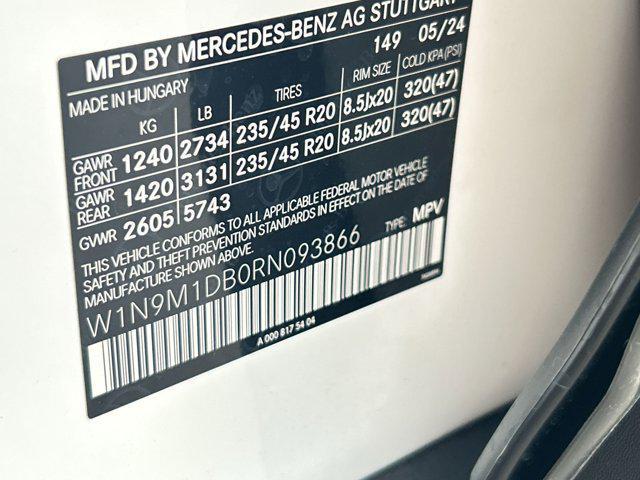 MFD BY MERCEDES-BENZ AG STUTTGART
149 05/24
MADE IN HUNGARY
KG LB TIRES RIM SIZE COLD KPA(PSI)
GAWR FRONT 1240 2734 235/45 R20 8.5Jx20 320(47)
GAWR REAR 1420 3131 235/45 R20 8.5Jx20 320(47)
GVWR 2605 5743
THIS VEHICLE CONFORMS TO ALL APPLICABLE FEDERAL MOTOR VEHICLE
SAFETY AND THEFT PREVENTION STANDARDS IN EFFECT ON THE DATE OF
MANUFACTURE SHOWN ABOVE.
TYPE: MPV
W1N9M1DB0RN093866
A 000 817 54 04